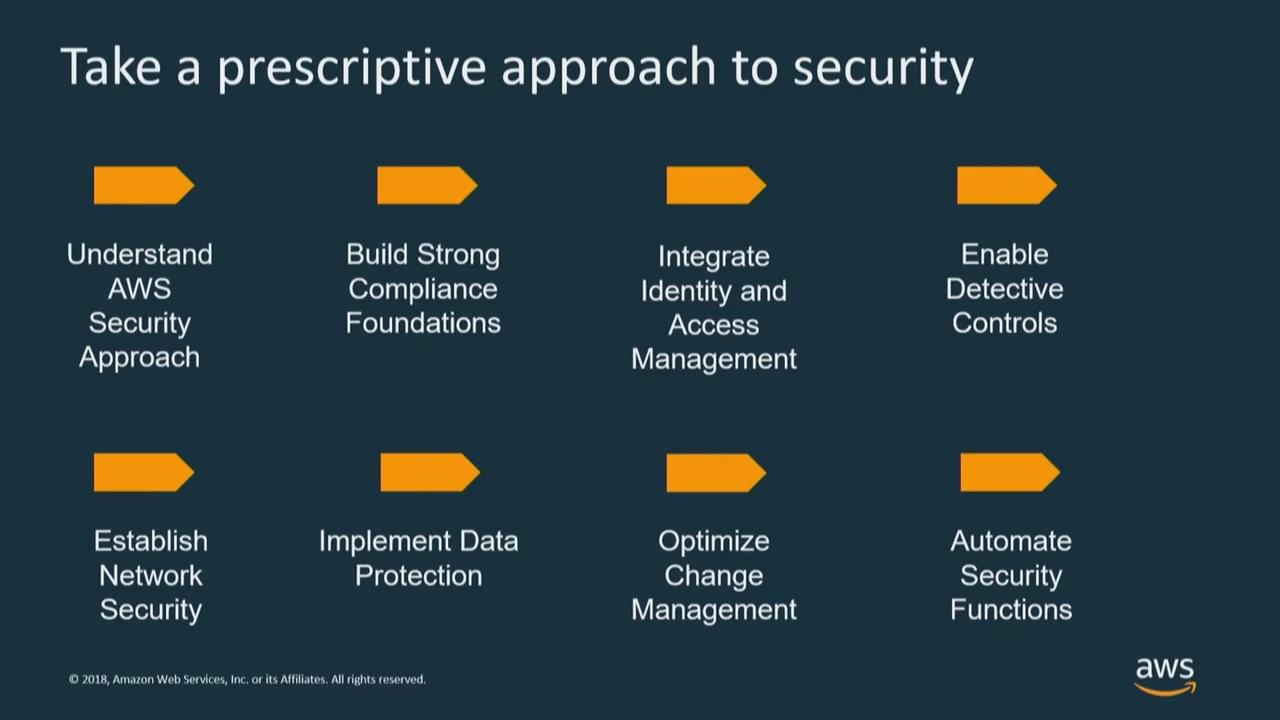 Take a prescriptive approach to security
Understand
AWS
Security
Approach
Build Strong
Compliance
Foundations
Integrate
Identity and
Access
Management
Enable
Detective
Controls
Establish
Network
Security
Implement Data
Protection
Optimize
Change
Management
Automate
Security
Functions
© 2018, Amazon Web Services, Inc. or its Affiliates. All rights reserved.
aws